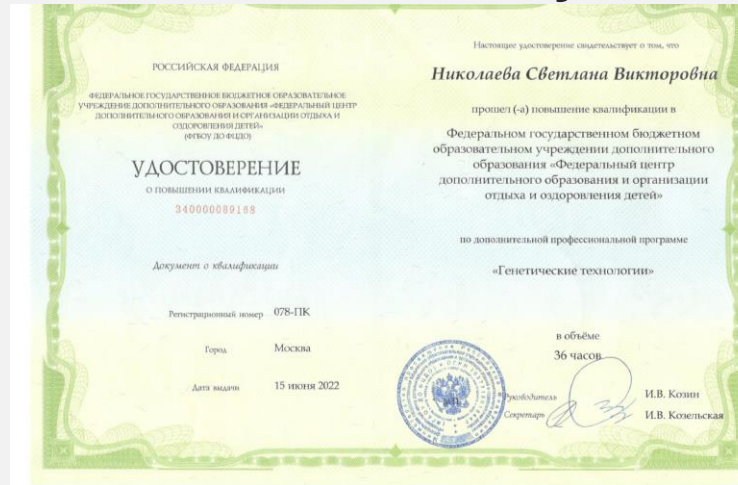 РОССИЙСКАЯ ФЕДЕРАЦИЯ
ФЕДЕРАЛЬНОЕ ГОСУДАРСТВЕННОЕ БЮДЖЕТНОЕ ОБРАЗОВАТЕЛЬНОЕ
УЧРЕЖДЕНИЕ ДОПОЛНИТЕЛЬНОГО ОБРАЗОВАНИЯ «ФЕДЕРАЛЬНЫЙ ЦЕНТР
ДОПОЛНИТЕЛЬНОГО ОБРАЗОВАНИЯ И ОРГАНИЗАЦИИ ОТДЫХА И
ОЗДОРОВЛЕНИЯ ДЕТЕЙ»
(ФГБОУ ДО ФЦДО)
УДОСТОВЕРЕНИЕ
О ПОВЫШЕНИИ КВАЛИФИКАЦИИ
340000089168
Документ о квалификации
Регистрационный номер 078-ПК
Город Москва
Дата выдачи 15 июня 2022
Настоящее удостоверение свидетельствует о том, что
Николаева Светлана Викторовна
прошел (-а) повышение квалификации в
Федеральном государственном бюджетном
образовательном учреждении дополнительного
образования «Федеральный центр
дополнительного образования и организации
отдыха и оздоровления детей»
по дополнительной профессиональной программе
«Генетические технологии»
в объёме
36 часов
Руководитель И.В. Козин
Секретарь И.В. Козельская